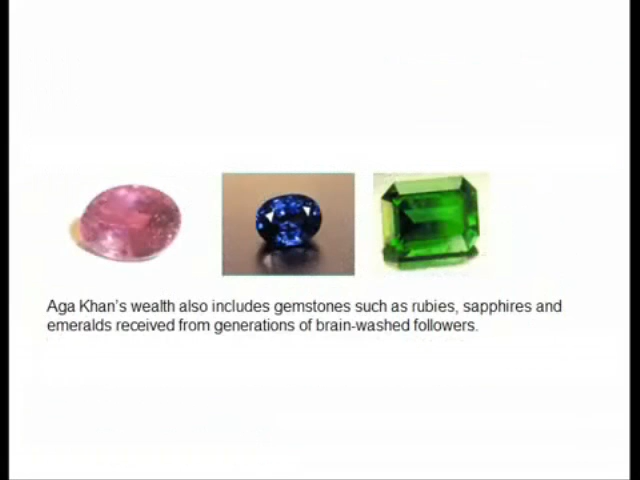 Aga Khan's wealth also includes gemstones such as rubies, sapphires and
emeralds received from generations of brain-washed followers.